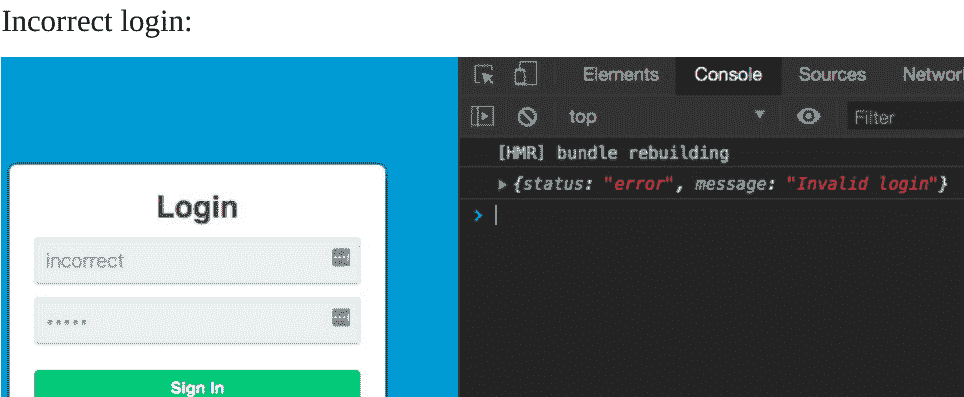 Incorrect login:
Elements Console Sources Networ
top Filter
[HMR] bundle rebuilding
{status: "error", message: "Invalid login"}
Login
incorrect
•••••
Sign In